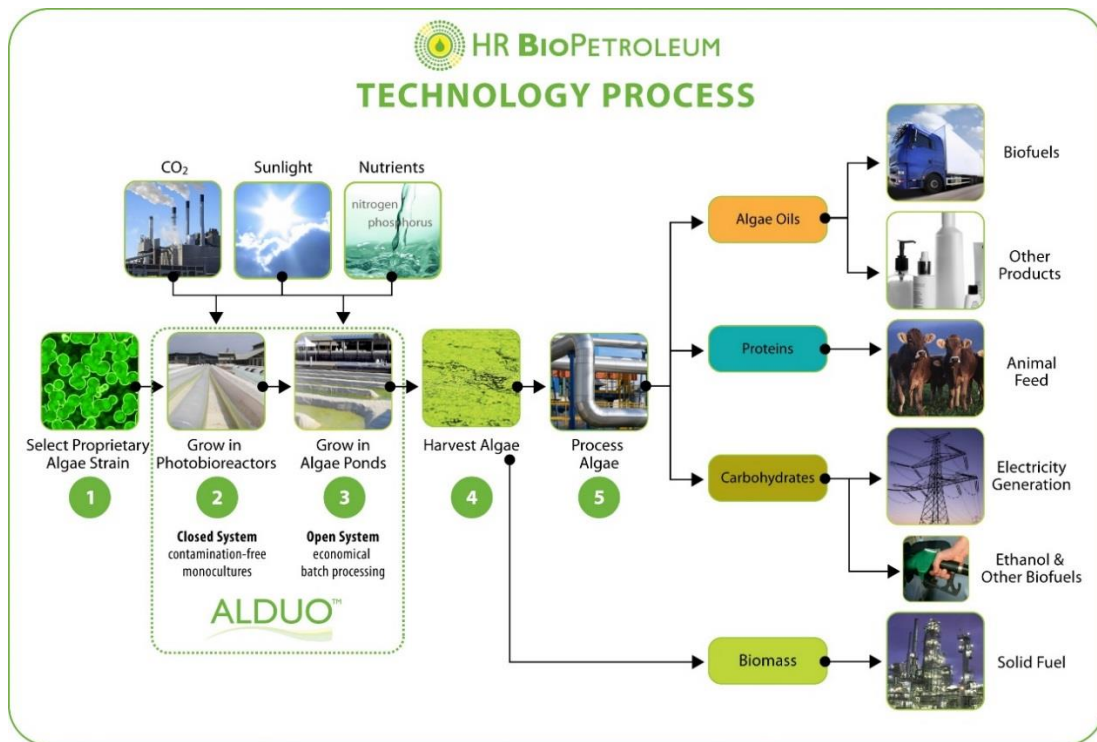 HR BIOPETROLEUM
TECHNOLOGY PROCESS
CO₂
Sunlight
Nutrients
nitrogen
phosphorus
Select Proprietary
Algae Strain
1
Grow in
Photobioreactors
2
Closed System
contamination-free
monocultures
Grow in
Algae Ponds
3
Open System
economical
batch processing
ALDUO™
Harvest Algae
4
Process
Algae
5
Algae Oils
Biofuels
Other
Products
Proteins
Animal
Feed
Carbohydrates
Electricity
Generation
Ethanol &
Other Biofuels
Biomass
Solid Fuel